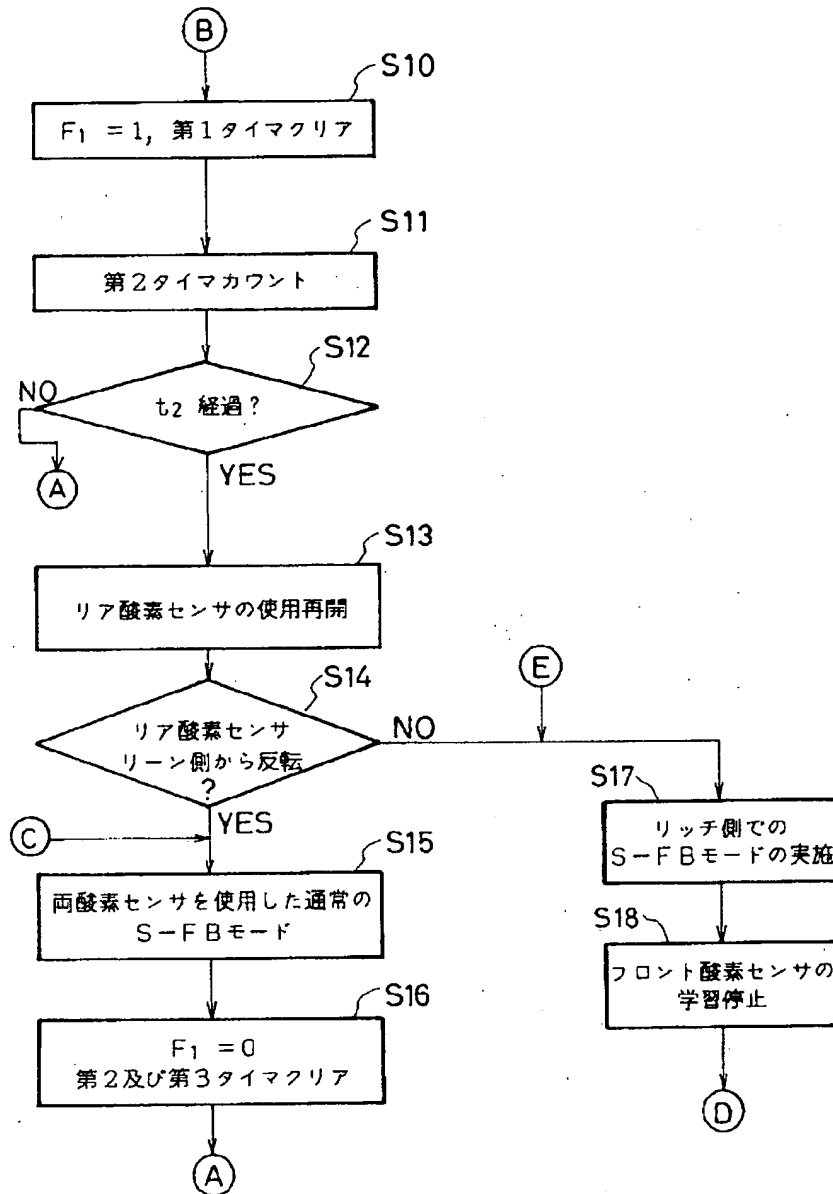 B
S10
F1 = 1, 第1タイマクリア
S11
第2タイマカウント
S12
NO
t2 経過?
A
YES
S13
リア酸素センサの使用再開
E
S14
リア酸素センサ
リーン側から反転
?
NO
YES
C
S17
リッチ側での
S-FBモードの実施
S15
両酸素センサを使用した通常の
S-FBモード
S18
フロント酸素センサの
学習停止
S16
F1 = 0
第2及び第3タイマクリア
D
A